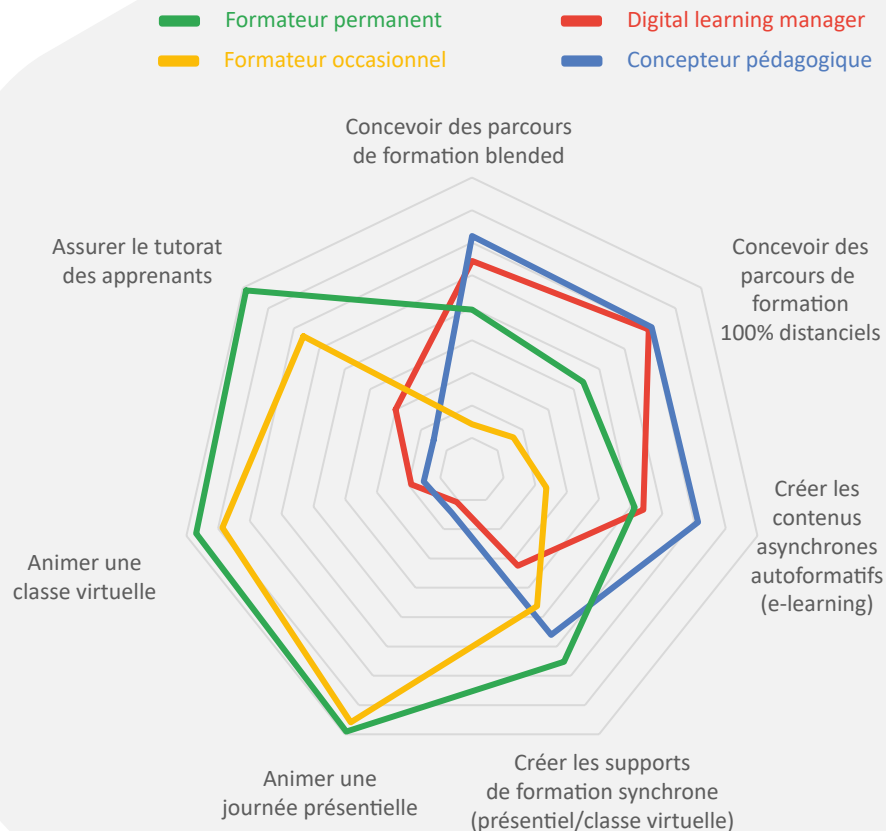 Formateur permanent
Digital learning manager
Formateur occasionnel
Concepteur pédagogique
Concevoir des parcours
de formation blended
Assurer le tutorat
des apprenants
Concevoir des
parcours de
formation
100% distanciels
Créer les
contenus
asynchrones
autoformatifs
(e-learning)
Animer une
classe virtuelle
Animer une
journée présentielle
Créer les supports
de formation synchrone
(présentiel/classe virtuelle)